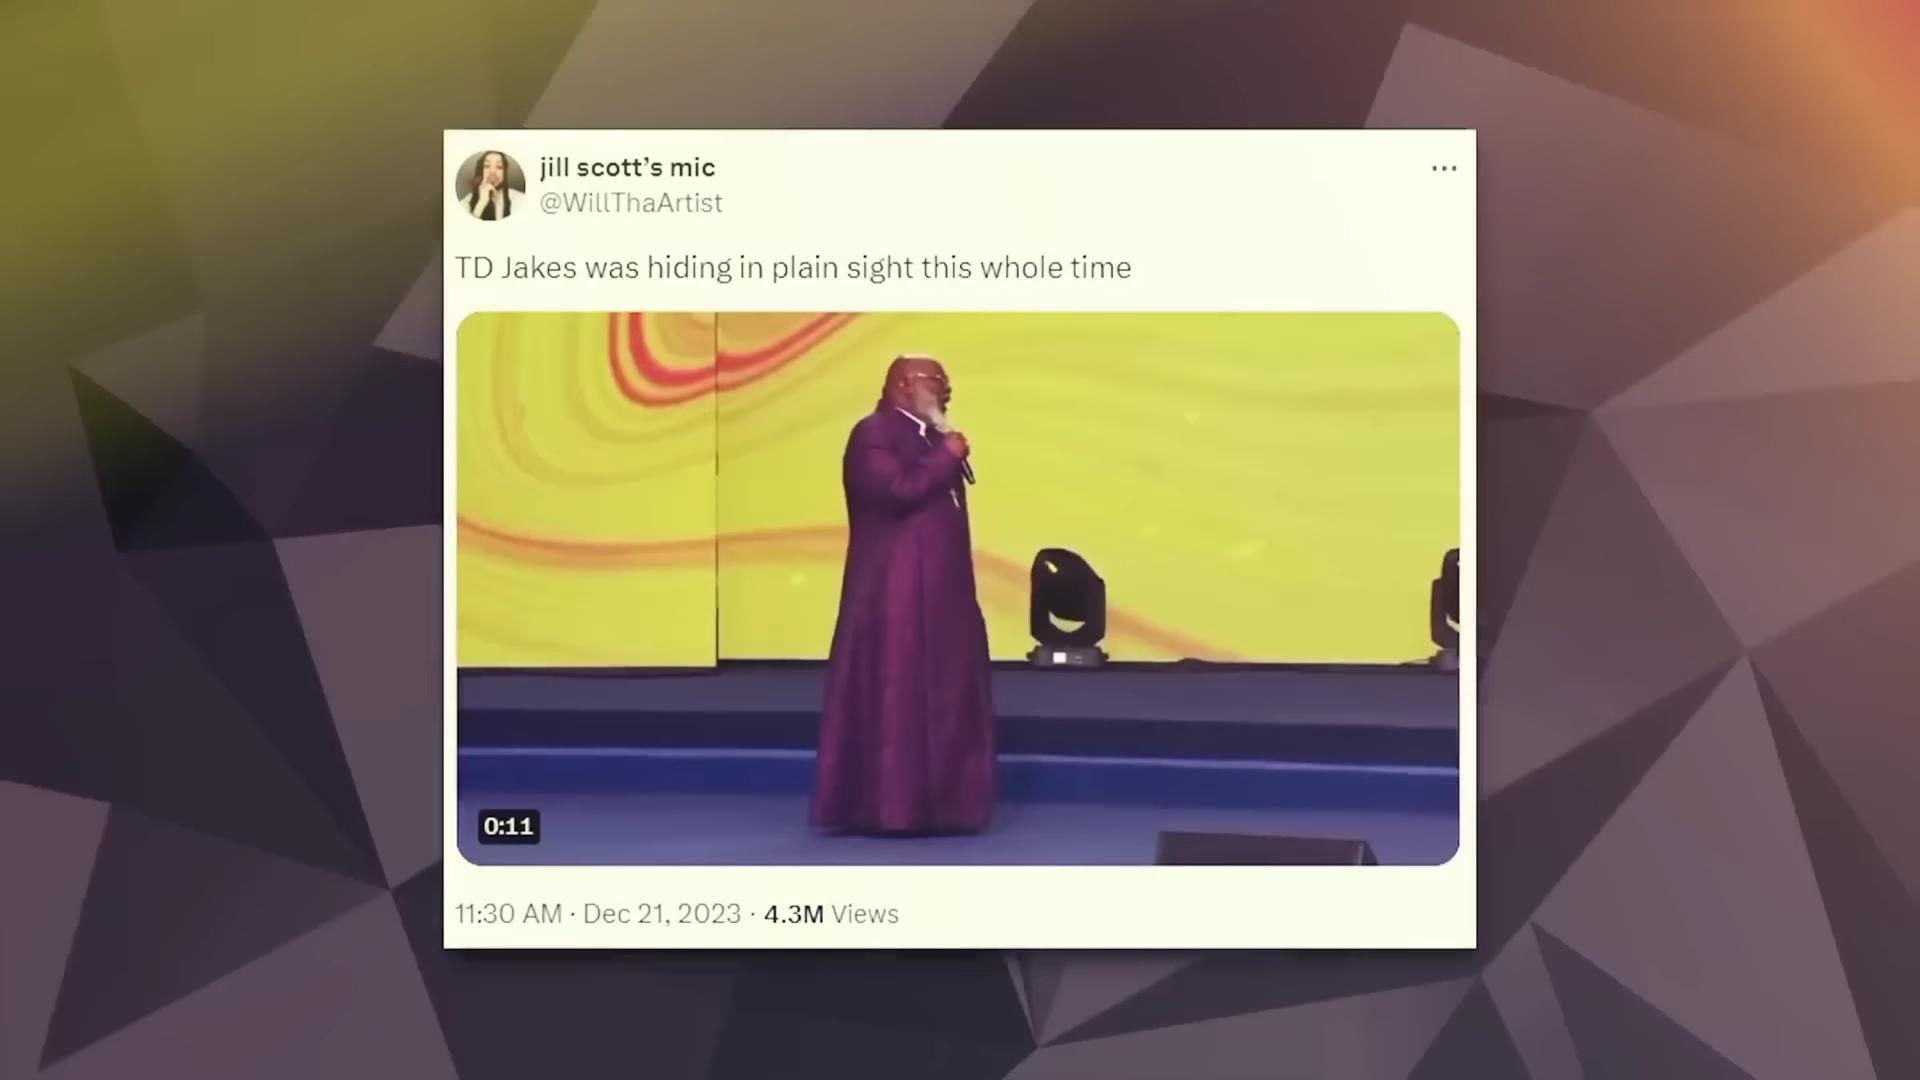 jill scott’s mic
@WillThaArtist
TD Jakes was hiding in plain sight this whole time
0:11
11:30 AM · Dec 21, 2023 · 4.3M Views